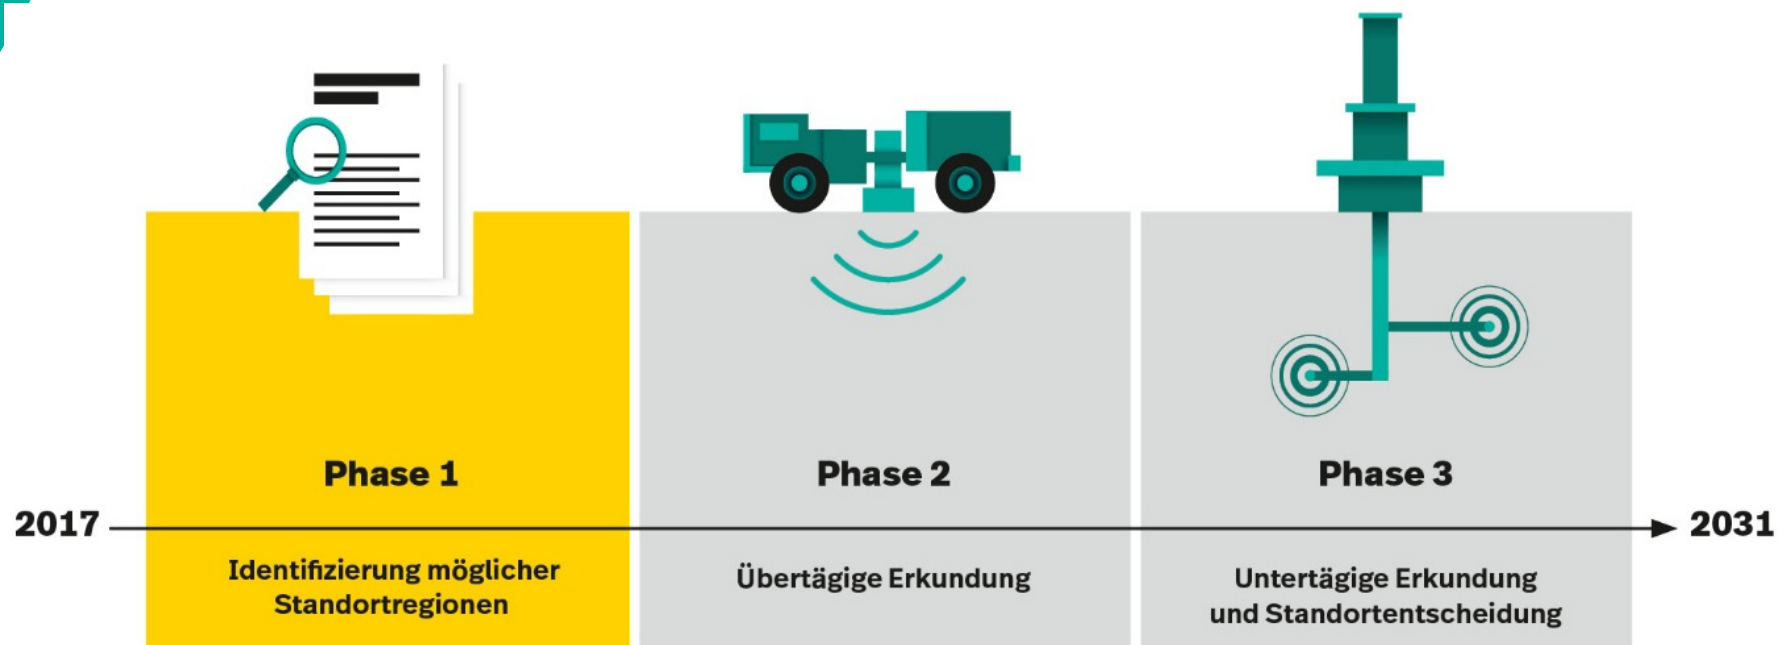 Phase 1
Phase 2
Phase 3
2017
2031
Identifizierung möglicher
Standortregionen
Übertägige Erkundung
Untertägige Erkundung
und Standortentscheidung